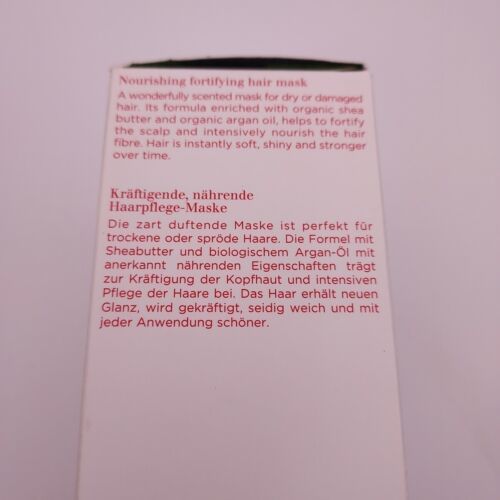 Nourishing fortifying hair mask
A wonderfully scented mask for dry or damaged
hair. Its formula enriched with organic shea
butter and organic argan oil, helps to fortify
the scalp and intensively nourish the hair
fibre. Hair is instantly soft, shiny and stronger
over time.
Kräftigende, nährende
Haarpflege-Maske
Die zart duftende Maske ist perfekt für
trockene oder spröde Haare. Die Formel mit
Sheabutter und biologischem Argan-Öl mit
anerkannt nährenden Eigenschaften trägt
zur Kräftigung der Kopfhaut und intensiven
Pflege der Haare bei. Das Haar erhält neuen
Glanz, wird gekräftigt, seidig weich und mit
jeder Anwendung schöner.